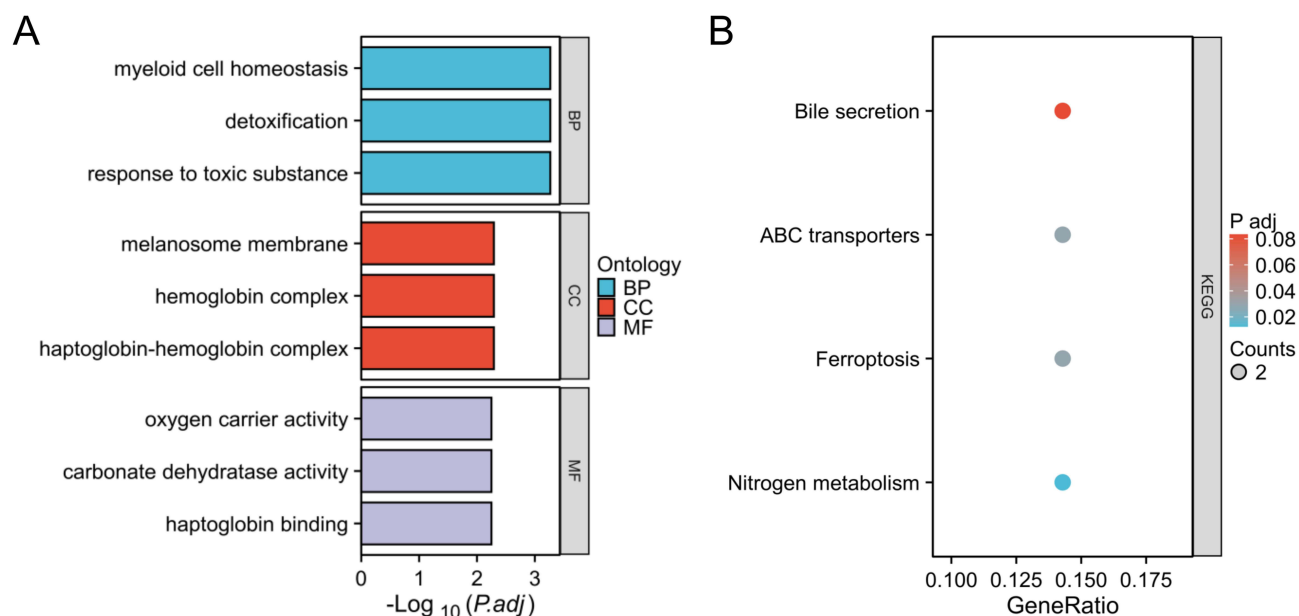 A
myeloid cell homeostasis
detoxification
response to toxic substance
BP
melanosome membrane
hemoglobin complex
haptoglobin-hemoglobin complex
CC
oxygen carrier activity
carbonate dehydratase activity
haptoglobin binding
MF
0 1 2 3
-Log 10 (P.adj)
Ontology
BP
CC
MF
B
Bile secretion
ABC transporters
Ferroptosis
Nitrogen metabolism
KEGG
0.100 0.125 0.150 0.175
GeneRatio
P adj
0.08
0.06
0.04
0.02
Counts
2